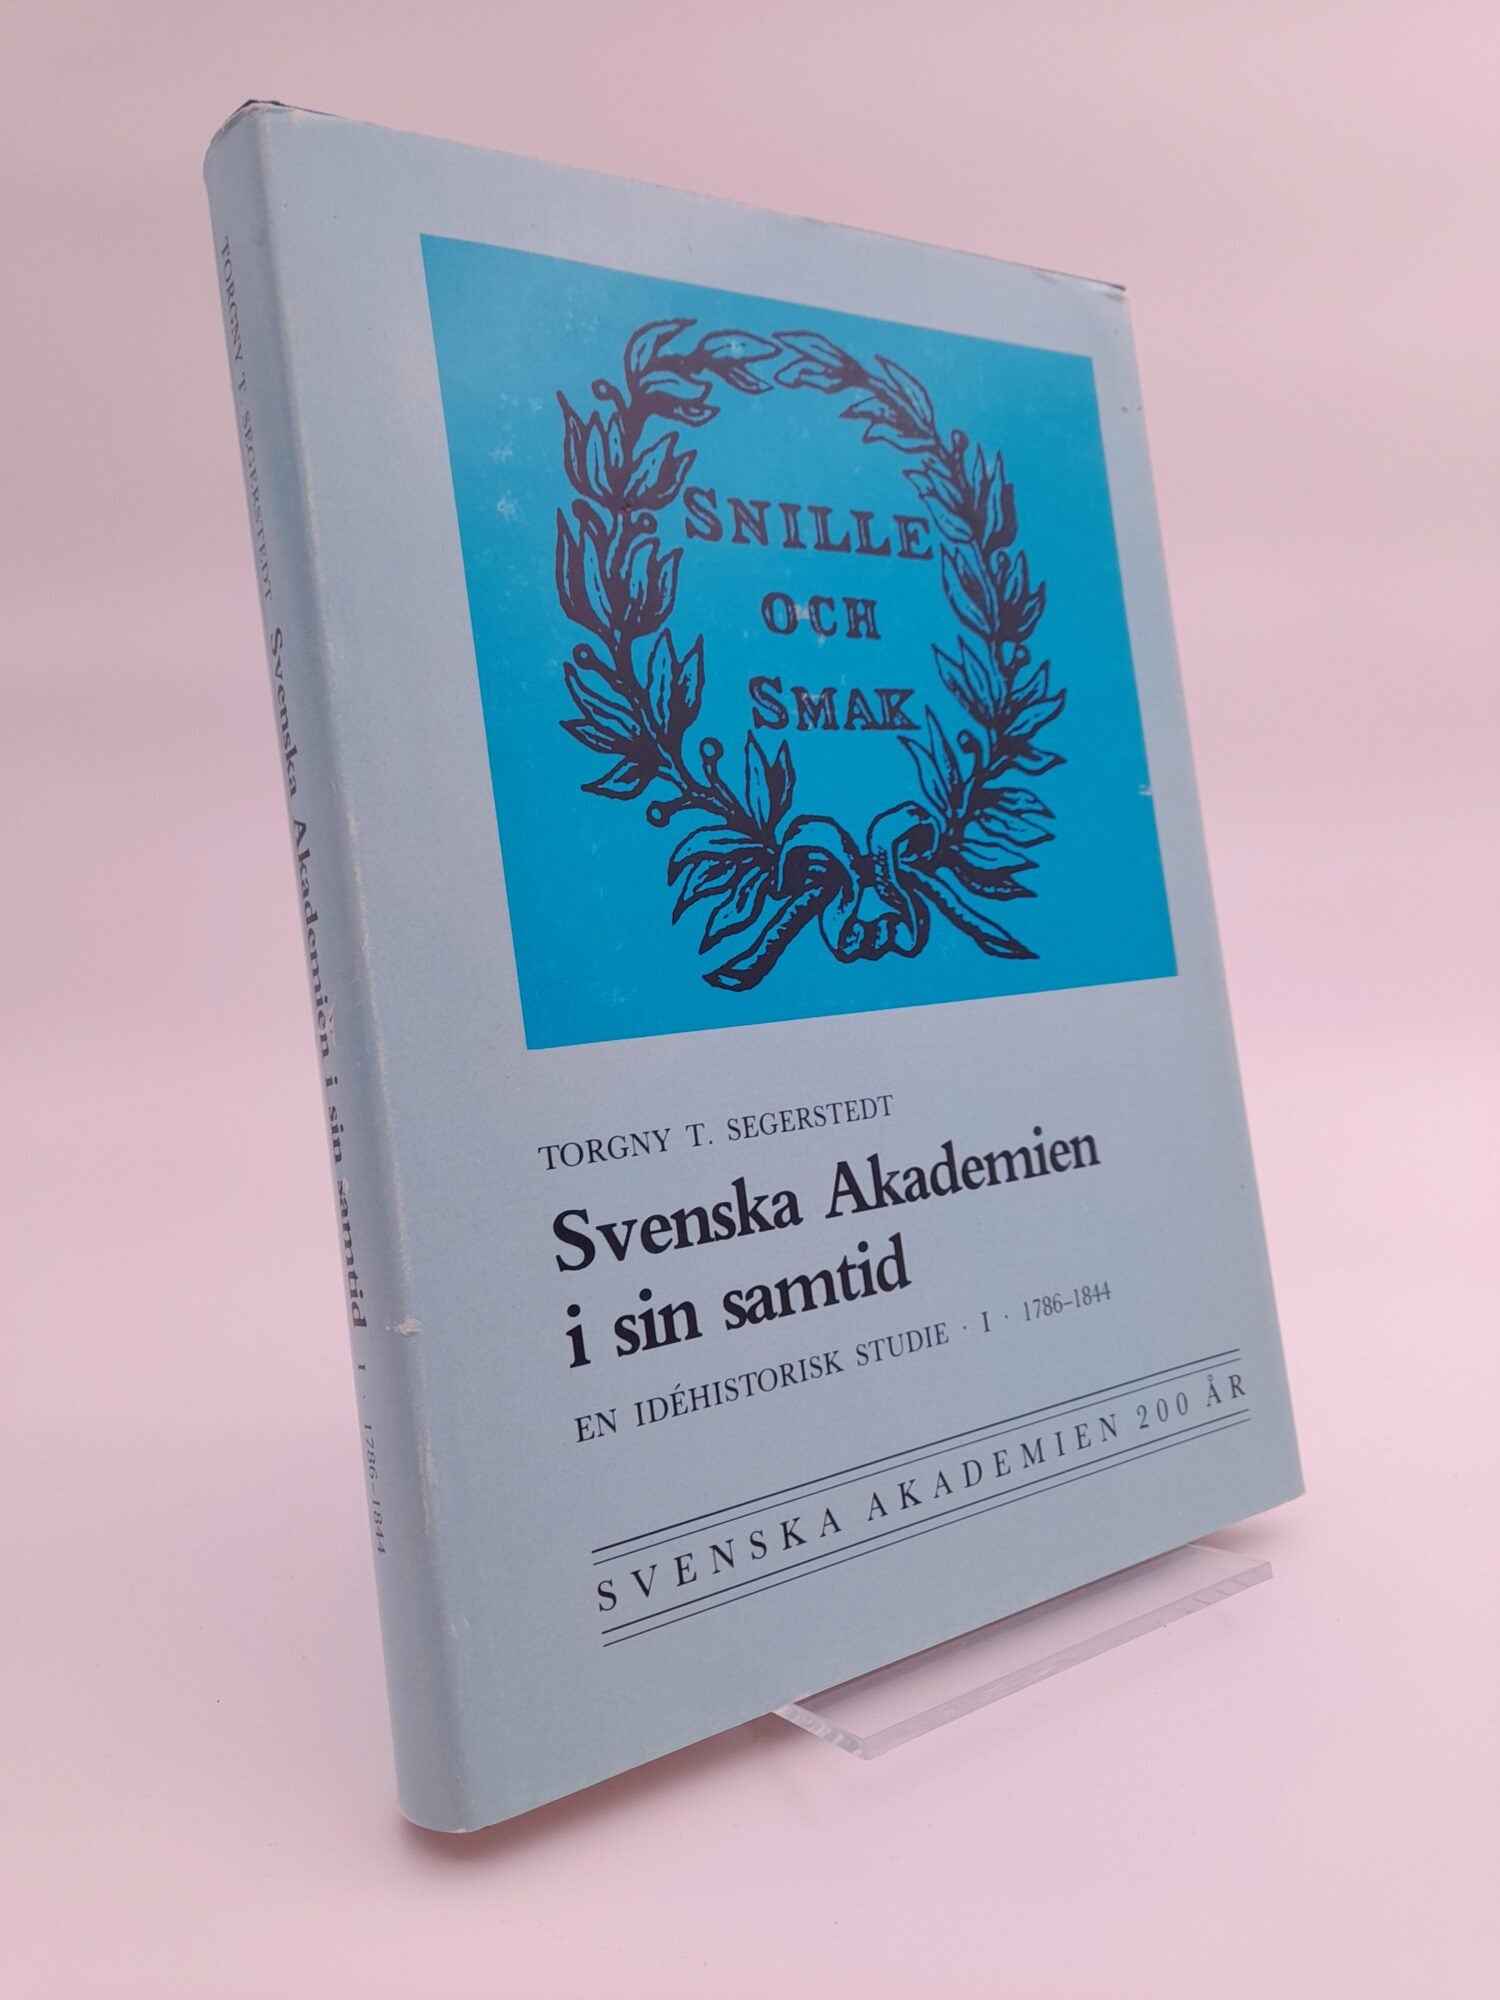 TORGNY T. SEGERSTEDT Svenska Akademien i sin samtid I · 1786–1844
SNILLE
OCH
SMAK
TORGNY T. SEGERSTEDT
Svenska Akademien
i sin samtid
EN IDÉHISTORISK STUDIE · I · 1786–1844
SVENSKA AKADEMIEN 200 ÅR